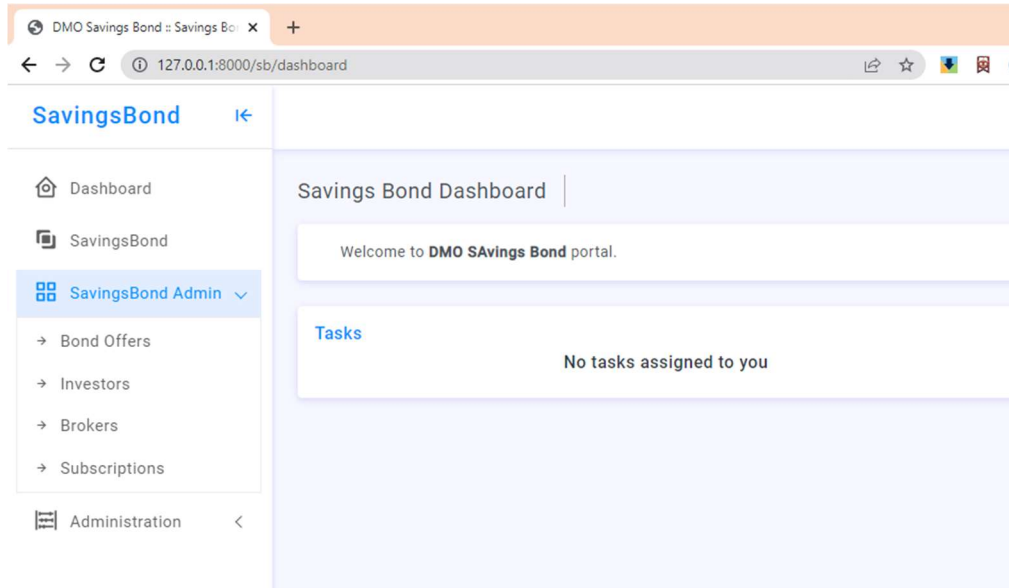 DMO Savings Bond :: Savings Bo
127.0.0.1:8000/sb/dashboard
SavingsBond
Dashboard
SavingsBond
SavingsBond Admin
Bond Offers
Investors
Brokers
Subscriptions
Administration
Savings Bond Dashboard
Welcome to DMO SAvings Bond portal.
Tasks
No tasks assigned to you